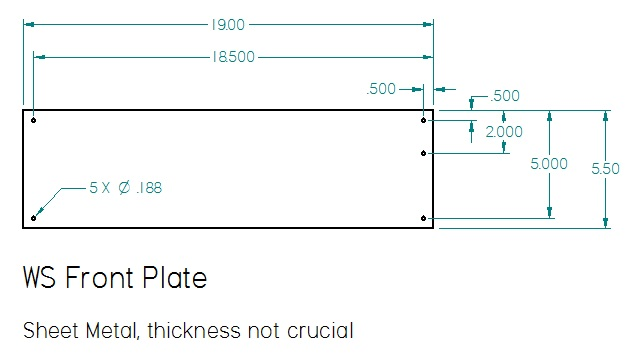 19.00
18.500
.500
.500
2.000
5.000
5.50
5 X Ø .188
WS Front Plate
Sheet Metal, thickness not crucial